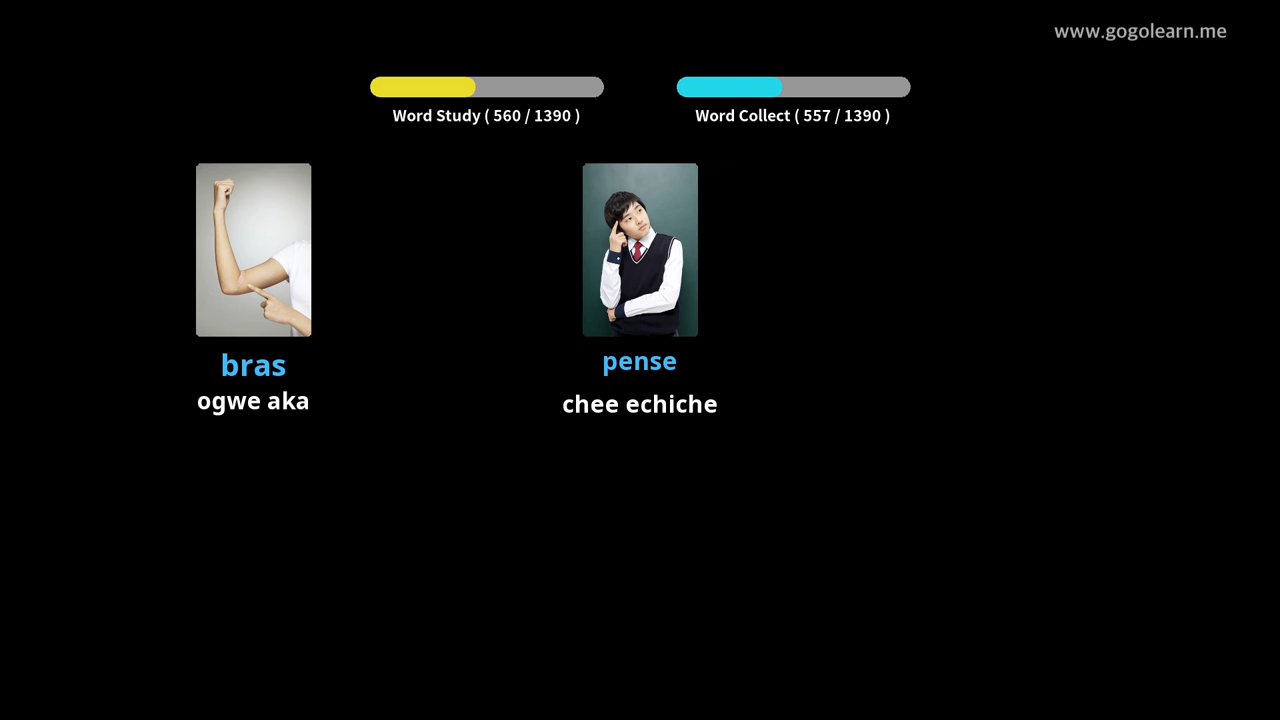 www.gogolearn.me
Word Study ( 560 / 1390 )
Word Collect ( 557 / 1390 )
bras
ogwe aka
pense
chee echiche